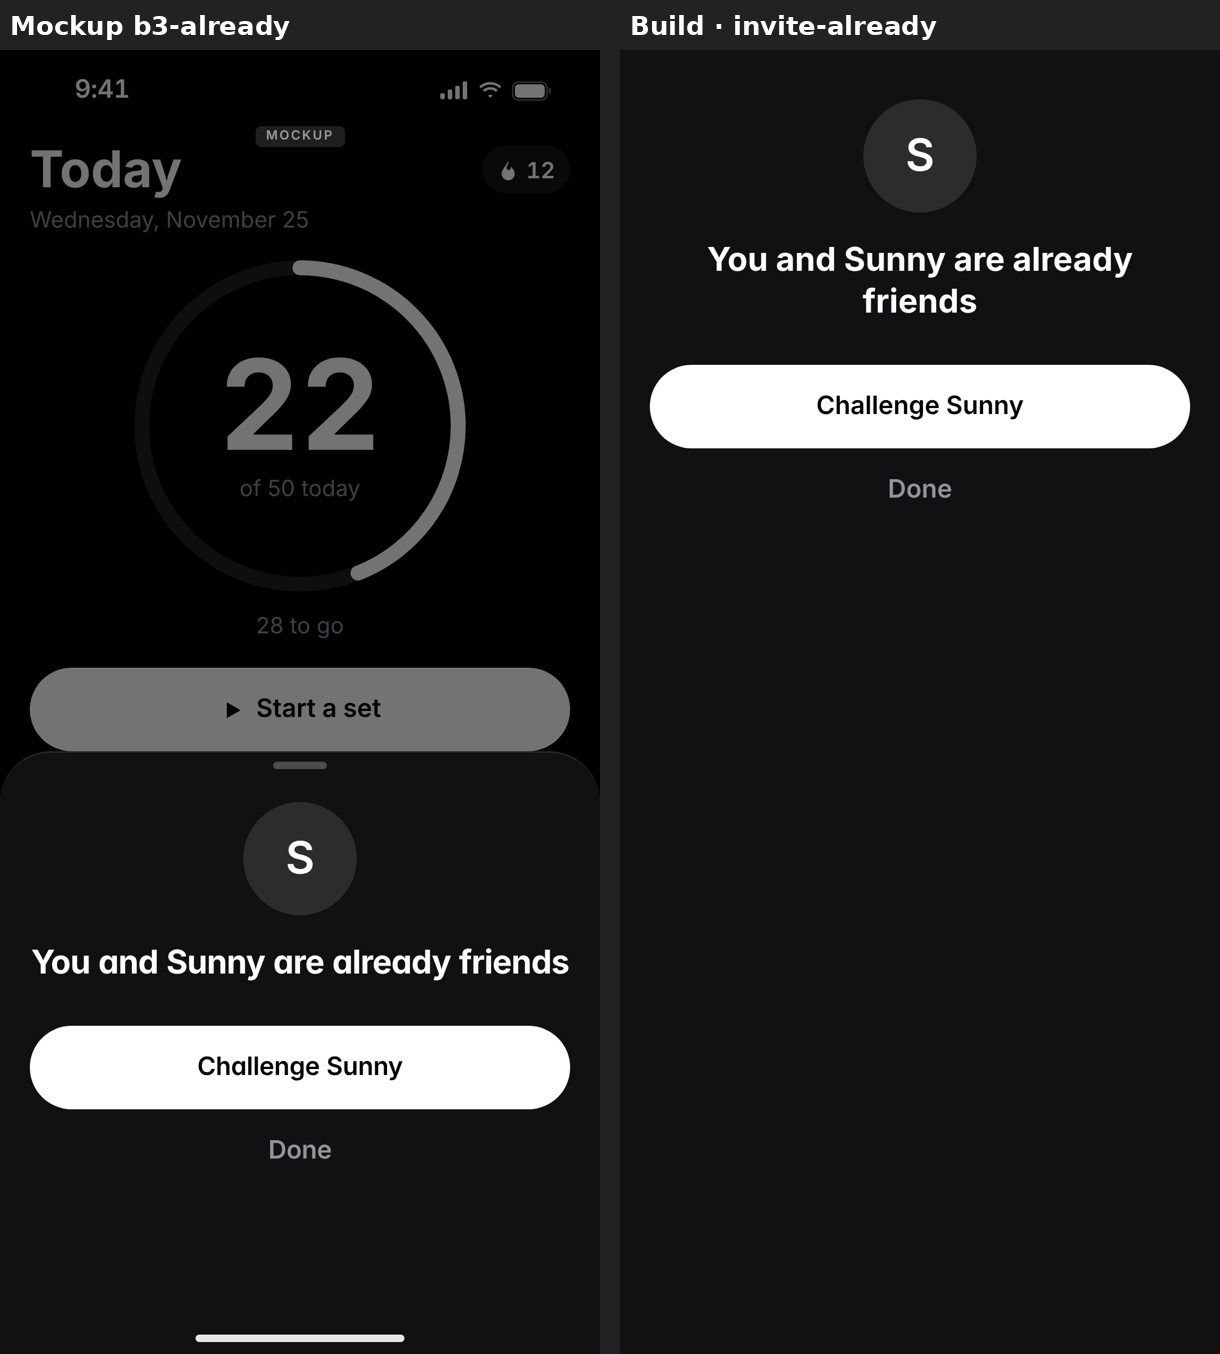 Mockup b3-already
9:41
MOCKUP
Today
12
Wednesday, November 25
22
of 50 today
28 to go
Start a set
S
You and Sunny are already friends
Challenge Sunny
Done
Build · invite-already
S
You and Sunny are already
friends
Challenge Sunny
Done